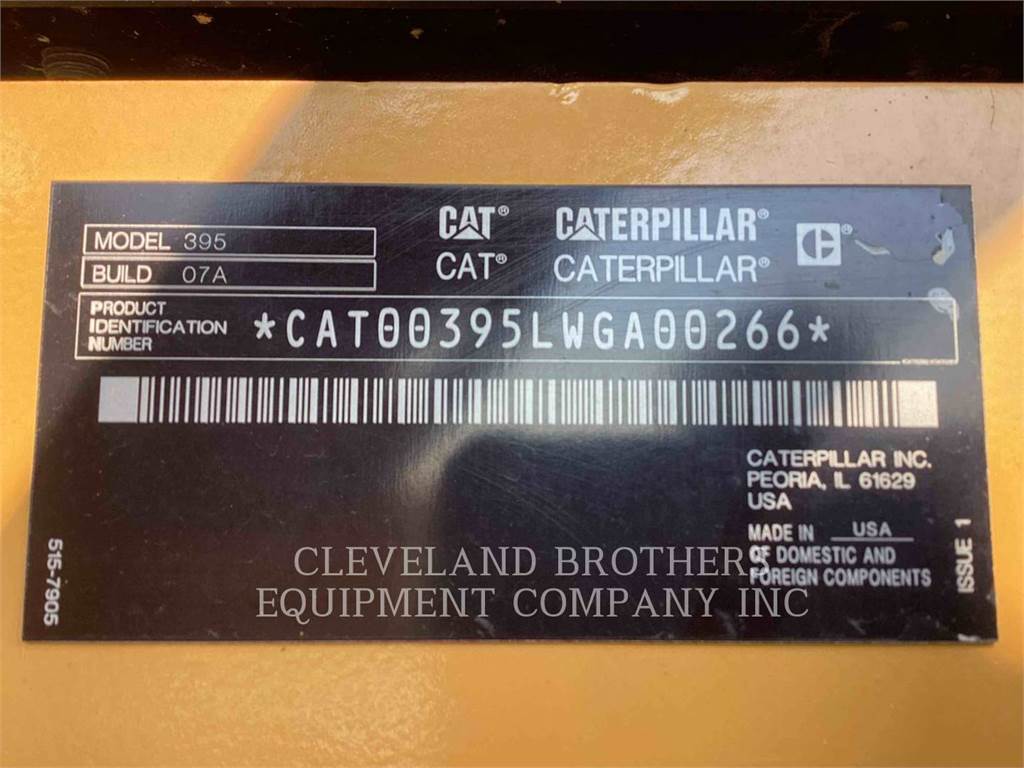 MODEL 395
BUILD 07A
CAT® CATERPILLAR® ®
CAT® CATERPILLAR®
PRODUCT
IDENTIFICATION
NUMBER
*CAT00395LWGA00266*
CATERPILLAR INC.
PEORIA, IL 61629
USA
MADE IN USA
OF DOMESTIC AND
FOREIGN COMPONENTS
ISSUE 1
515-7905
CLEVELAND BROTHERS
EQUIPMENT COMPANY INC